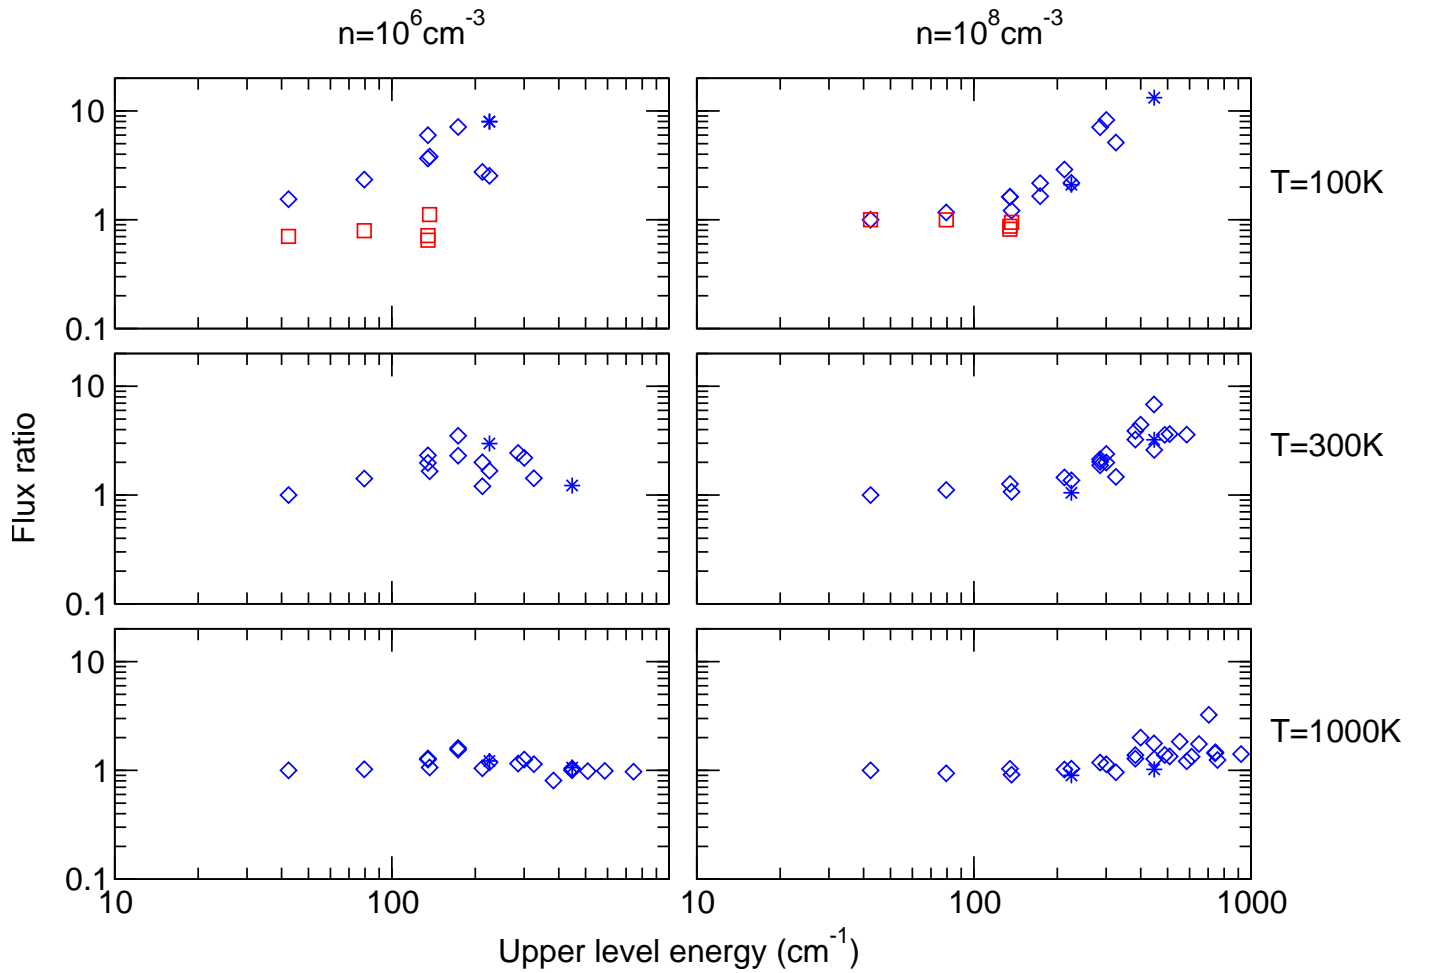 n=10⁶cm⁻³ n=10⁸cm⁻³
10
1
0.1
T=100K
10
1
0.1
T=300K
Flux ratio
10
1
0.1
T=1000K
10 100 10 100 1000
Upper level energy (cm⁻¹)